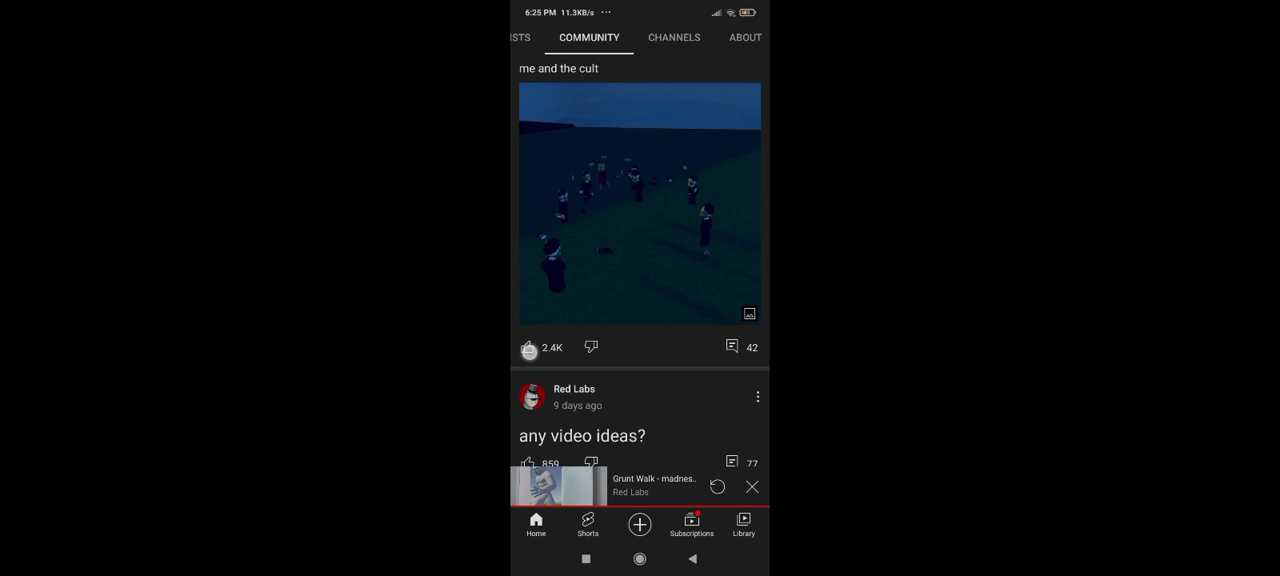 6:25 PM 11.3KB/s ...
ISTS COMMUNITY CHANNELS ABOUT
me and the cult
2.4K 42
Red Labs
9 days ago
any video ideas?
859 77
Grunt Walk - madnes..
Red Labs
Home Shorts Subscriptions Library